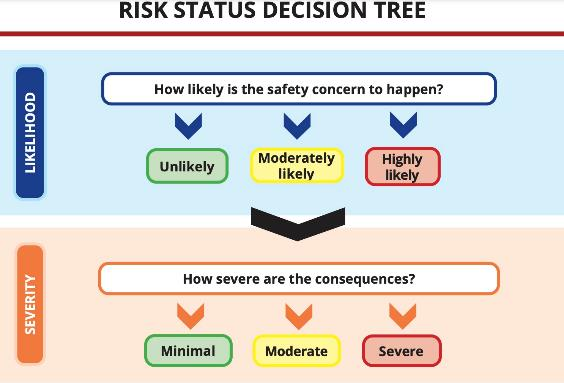 RISK STATUS DECISION TREE
LIKELIHOOD
How likely is the safety concern to happen?
Unlikely
Moderately
likely
Highly
likely
SEVERITY
How severe are the consequences?
Minimal
Moderate
Severe